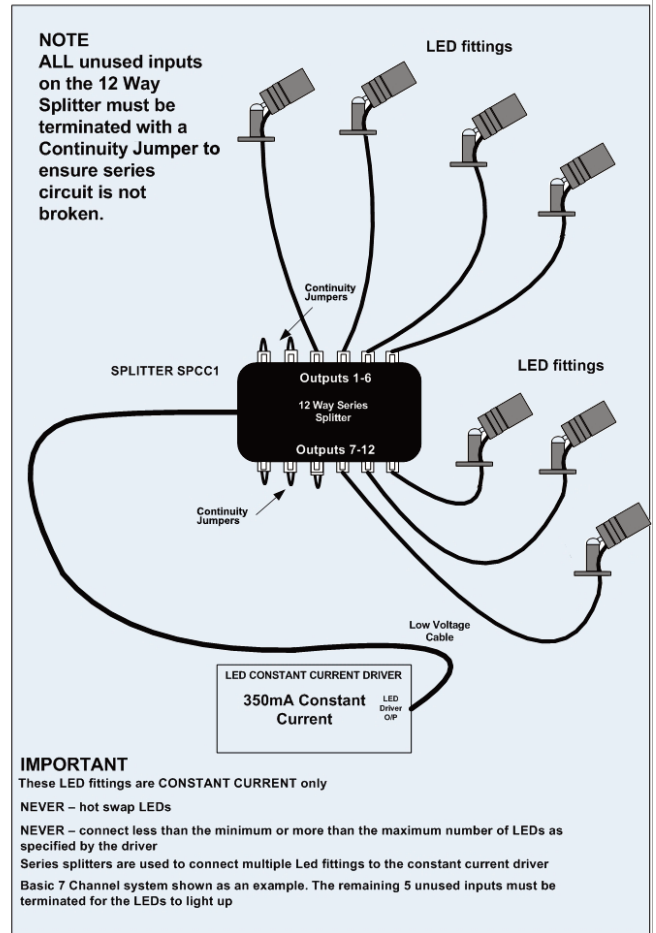 NOTE
ALL unused inputs
on the 12 Way
Splitter must be
terminated with a
Continuity Jumper to
ensure series
circuit is not
broken.
LED fittings
Continuity
Jumpers
SPLITTER SPCC1
Outputs 1-6
12 Way Series
Splitter
Outputs 7-12
LED fittings
Continuity
Jumpers
Low Voltage
Cable
LED CONSTANT CURRENT DRIVER
350mA Constant
Current
LED
Driver
O/P
IMPORTANT
These LED fittings are CONSTANT CURRENT only
NEVER – hot swap LEDs
NEVER – connect less than the minimum or more than the maximum number of LEDs as
specified by the driver
Series splitters are used to connect multiple Led fittings to the constant current driver
Basic 7 Channel system shown as an example. The remaining 5 unused inputs must be
terminated for the LEDs to light up